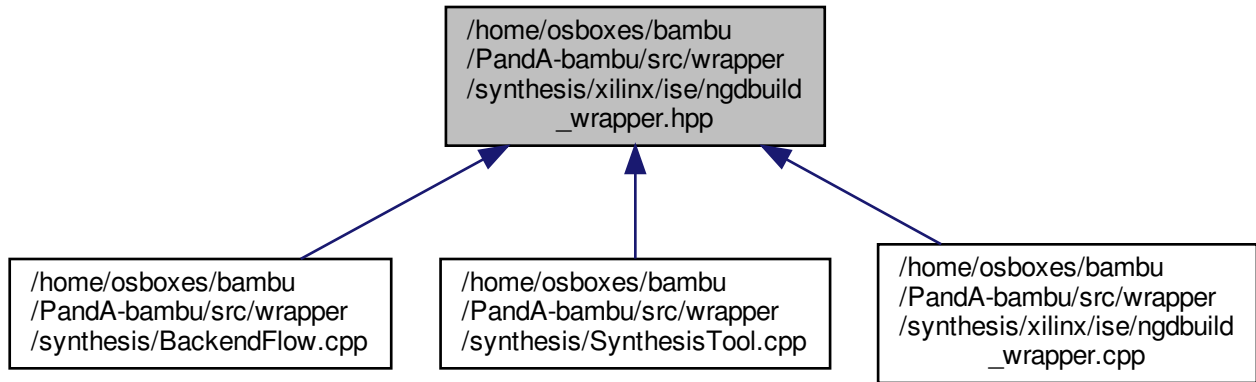 /home/osboxes/bambu
/PandA-bambu/src/wrapper
/synthesis/xilinx/ise/ngdbuild
_wrapper.hpp
/home/osboxes/bambu
/PandA-bambu/src/wrapper
/synthesis/BackendFlow.cpp
/home/osboxes/bambu
/PandA-bambu/src/wrapper
/synthesis/SynthesisTool.cpp
/home/osboxes/bambu
/PandA-bambu/src/wrapper
/synthesis/xilinx/ise/ngdbuild
_wrapper.cpp